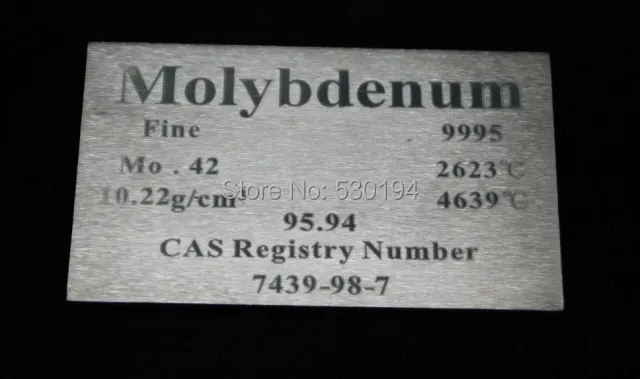 Molybdenum
Fine 9995
Mo . 42 2623℃
10.22g/cm³ 4639℃
Store No: 530194
95.94
CAS Registry Number
7439-98-7